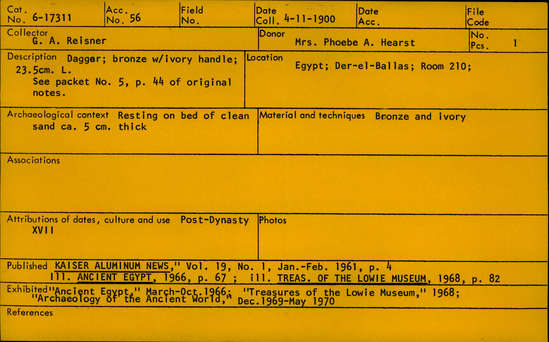 Cat. No. 6-17311 Acc. No. 56 Field No. Date Coll. 4-11-1900 Date Acc. File Code
Collector G. A. Reisner Donor Mrs. Phoebe A. Hearst No. Pcs. 1
Description Dagger; bronze w/ivory handle;
23.5cm. L.
See packet No. 5, p. 44 of original
notes.
Location Egypt; Der-el-Ballas; Room 210;
Archaeological context Resting on bed of clean
sand ca. 5 cm. thick
Material and techniques Bronze and ivory
Associations
Attributions of dates, culture and use Post-Dynasty
XVII
Photos
Published KAISER ALUMINUM NEWS," Vol. 19, No. 1, Jan.-Feb. 1961, p. 4
Ill. ANCIENT EGYPT, 1966, p. 67 ; Ill. TREAS. OF THE LOWIE MUSEUM, 1968, p. 82
Exhibited "Ancient Egypt," March-Oct.1966; "Treasures of the Lowie Museum," 1968;
"Archaeology of the Ancient World," Dec.1969-May 1970
References